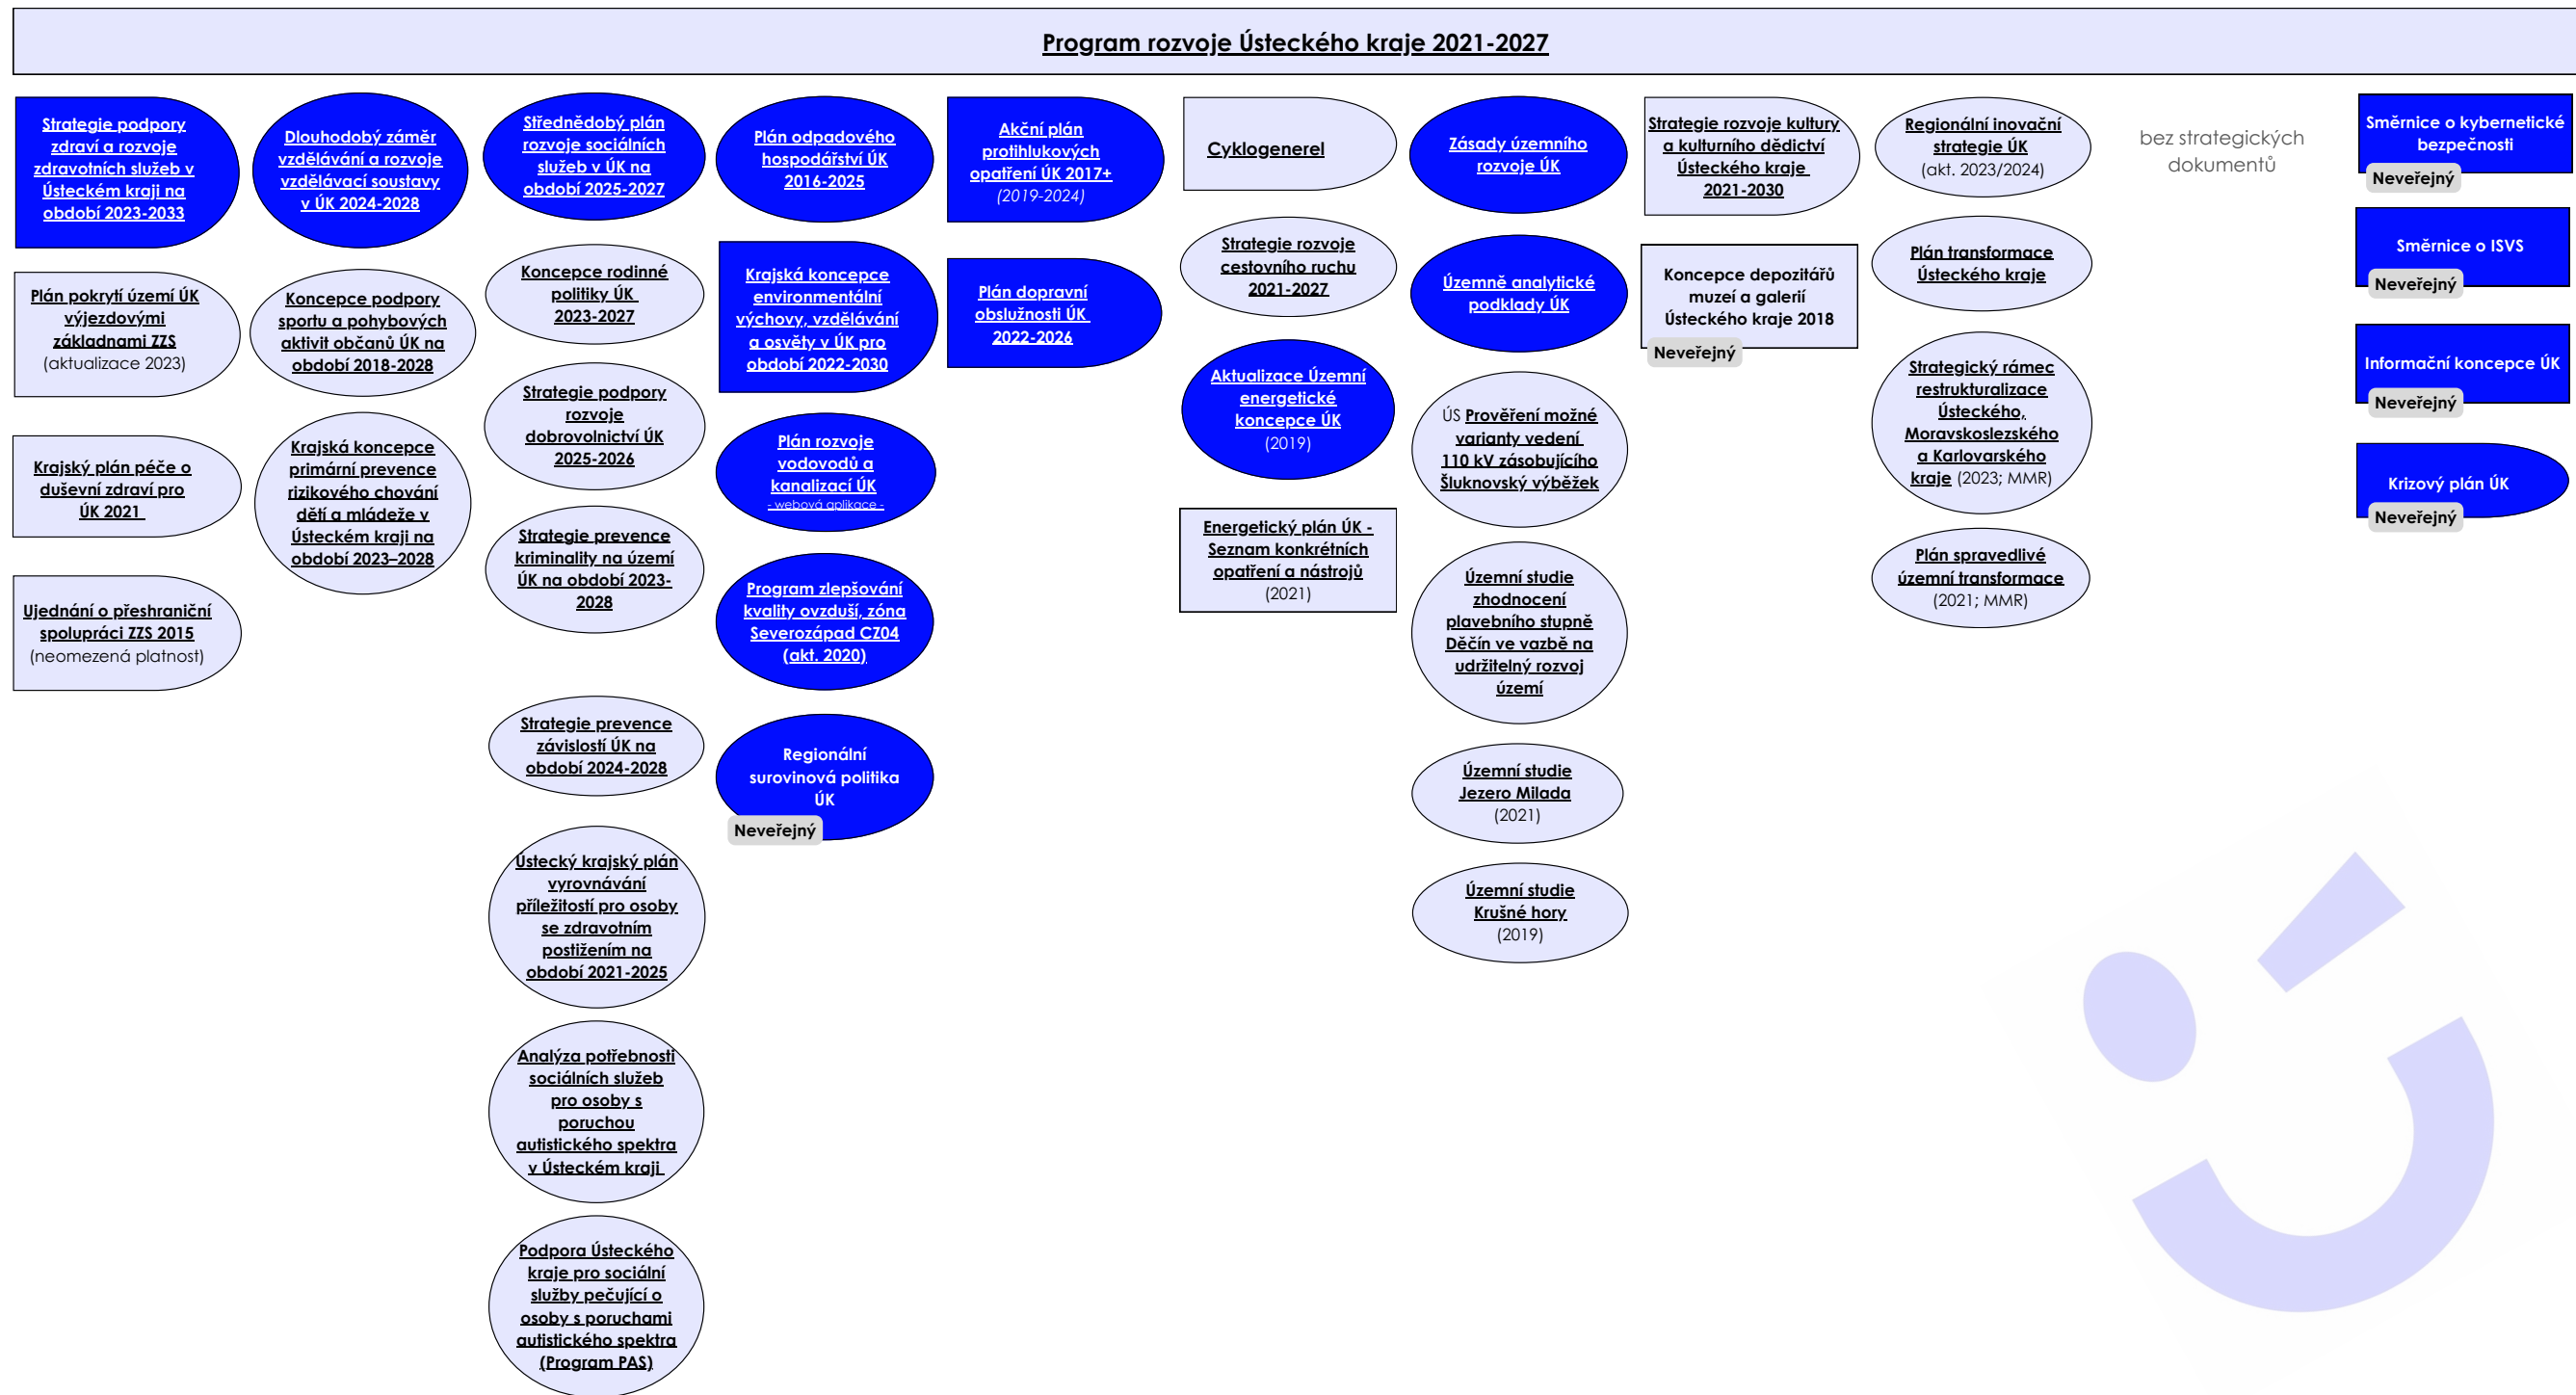 Program rozvoje Ústeckého kraje 2021-2027
Strategie podpory
zdraví a rozvoje
zdravotních služeb v
Ústeckém kraji na
období 2023-2033
Plán pokrytí území ÚK
výjezdovými
základnami ZZS
(aktualizace 2023)
Krajský plán péče o
duševní zdraví pro
ÚK 2021
Ujednání o přeshraniční
spolupráci ZZS 2015
(neomezená platnost)
Dlouhodobý záměr
vzdělávání a rozvoje
vzdělávací soustavy
v ÚK 2024-2028
Koncepce podpory
sportu a pohybových
aktivit občanů ÚK na
období 2018-2028
Krajská koncepce
primární prevence
rizikového chování
dětí a mládeže v
Ústeckém kraji na
období 2023–2028
Střednědobý plán
rozvoje sociálních
služeb v ÚK na
období 2025-2027
Koncepce rodinné
politiky ÚK
2023-2027
Strategie podpory
rozvoje
dobrovolnictví ÚK
2025-2026
Strategie prevence
kriminality na území
ÚK na období 2023-
2028
Strategie prevence
závislostí ÚK na
období 2024-2028
Ústecký krajský plán
vyrovnávání
příležitostí pro osoby
se zdravotním
postižením na
období 2021-2025
Analýza potřebnosti
sociálních služeb
pro osoby s
poruchou
autistického spektra
v Ústeckém kraji
Podpora Ústeckého
kraje pro sociální
služby pečující o
osoby s poruchami
autistického spektra
(Program PAS)
Plán odpadového
hospodářství ÚK
2016-2025
Krajská koncepce
environmentální
výchovy, vzdělávání
a osvěty v ÚK pro
období 2022-2030
Plán rozvoje
vodovodů a
kanalizací ÚK
- webová aplikace -
Program zlepšování
kvality ovzduší, zóna
Severozápad CZ04
(akt. 2020)
Regionální
surovinová politika
ÚK
Neveřejný
Akční plán
protihlukových
opatření ÚK 2017+
(2019-2024)
Plán dopravní
obslužnosti ÚK
2022-2026
Cyklogenerel
Strategie rozvoje
cestovního ruchu
2021-2027
Aktualizace Územní
energetické
koncepce ÚK
(2019)
Energetický plán ÚK -
Seznam konkrétních
opatření a nástrojů
(2021)
Zásady územního
rozvoje ÚK
Územně analytické
podklady ÚK
ÚS Prověření možné
varianty vedení
110 kV zásobujícího
Šluknovský výběžek
Územní studie
zhodnocení
plavebního stupně
Děčín ve vazbě na
udržitelný rozvoj
území
Územní studie
Jezero Milada
(2021)
Územní studie
Krušné hory
(2019)
Strategie rozvoje kultury
a kulturního dědictví
Ústeckého kraje
2021-2030
Koncepce depozitářů
muzeí a galerií
Ústeckého kraje 2018
Neveřejný
Regionální inovační
strategie ÚK
(akt. 2023/2024)
Plán transformace
Ústeckého kraje
Strategický rámec
restrukturalizace
Ústeckého,
Moravskoslezského
a Karlovarského
kraje (2023; MMR)
Plán spravedlivé
územní transformace
(2021; MMR)
bez strategických
dokumentů
Směrnice o kybernetické
bezpečnosti
Neveřejný
Směrnice o ISVS
Neveřejný
Informační koncepce ÚK
Neveřejný
Krizový plán ÚK
Neveřejný